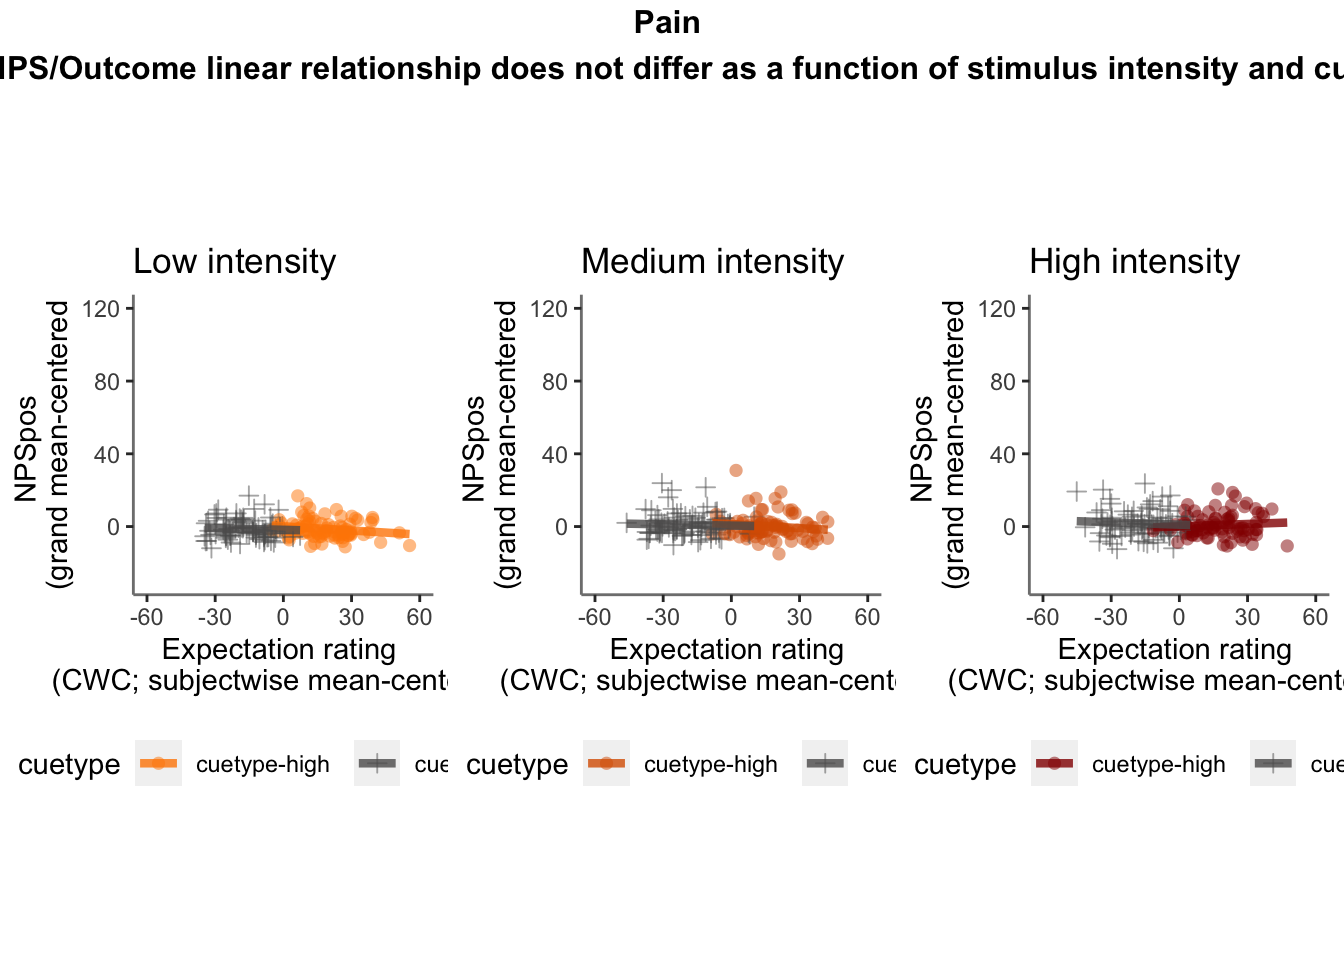 Pain
IPS/Outcome linear relationship does not differ as a function of stimulus intensity and cu
Low intensity
NPSpos
(grand mean-centered
120
80
40
0
-60 -30 0 30 60
Expectation rating
(CWC; subjectwise mean-cent
cuetype cuetype-high cue
Medium intensity
NPSpos
(grand mean-centered
120
80
40
0
-60 -30 0 30 60
Expectation rating
(CWC; subjectwise mean-cent
cuetype cuetype-high cue
High intensity
NPSpos
(grand mean-centered
120
80
40
0
-60 -30 0 30 60
Expectation rating
(CWC; subjectwise mean-cent
cuetype cuetype-high cue